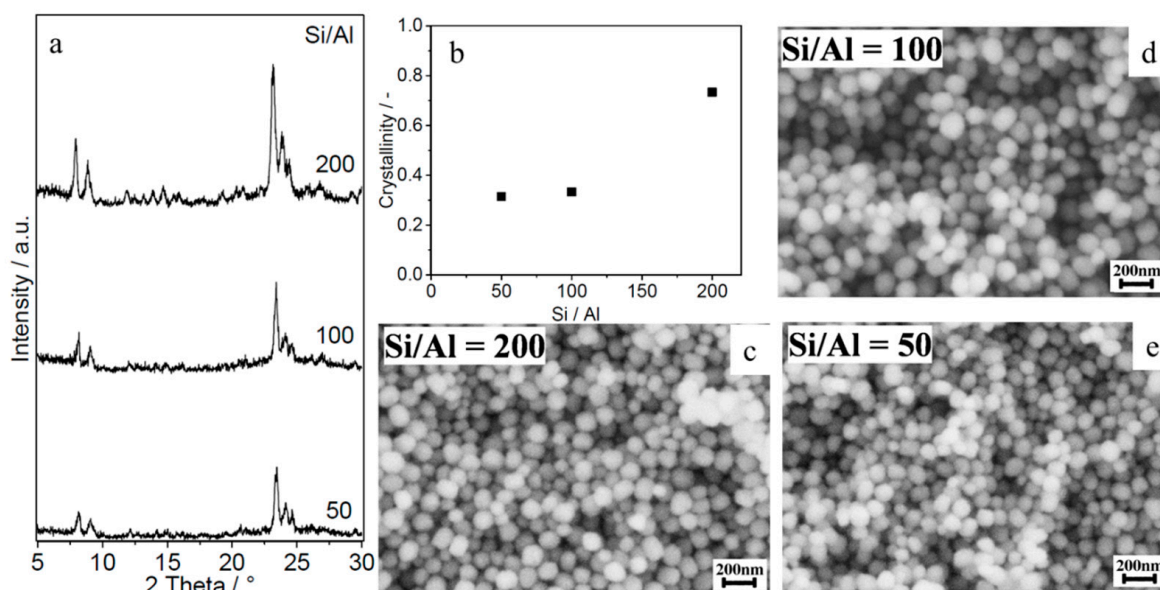 a
Si/Al
200
100
50
Intensity / a.u.
5
10
15
20
25
30
2 Theta / °
b
Crystallinity / -
1.0
0.8
0.6
0.4
0.2
0.0
0
50
100
150
200
Si / Al
Si/Al = 100
d
200nm
Si/Al = 200
c
200nm
Si/Al = 50
e
200nm